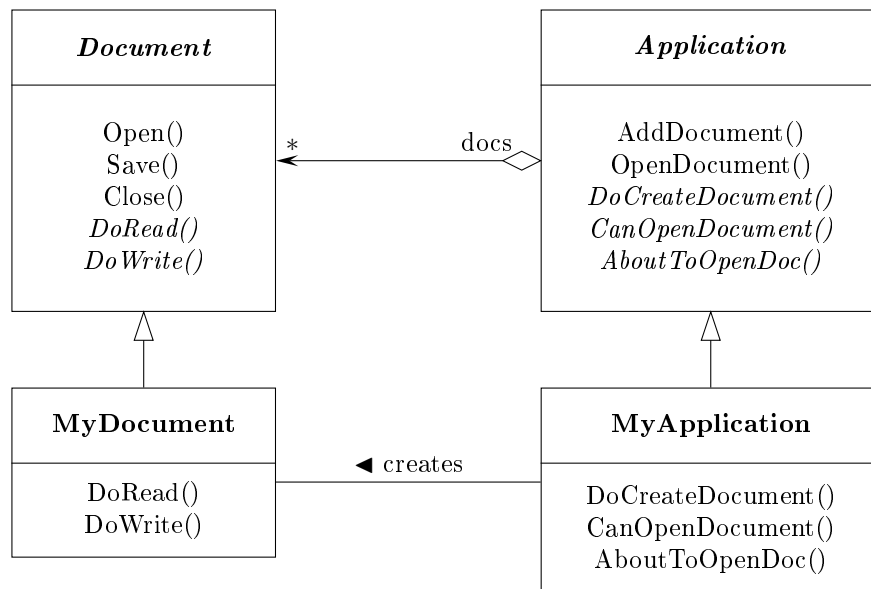 Document
Open()
Save()
Close()
DoRead()
DoWrite()
* docs
Application
AddDocument()
OpenDocument()
DoCreateDocument()
CanOpenDocument()
AboutToOpenDoc()
MyDocument
DoRead()
DoWrite()
◄ creates
MyApplication
DoCreateDocument()
CanOpenDocument()
AboutToOpenDoc()